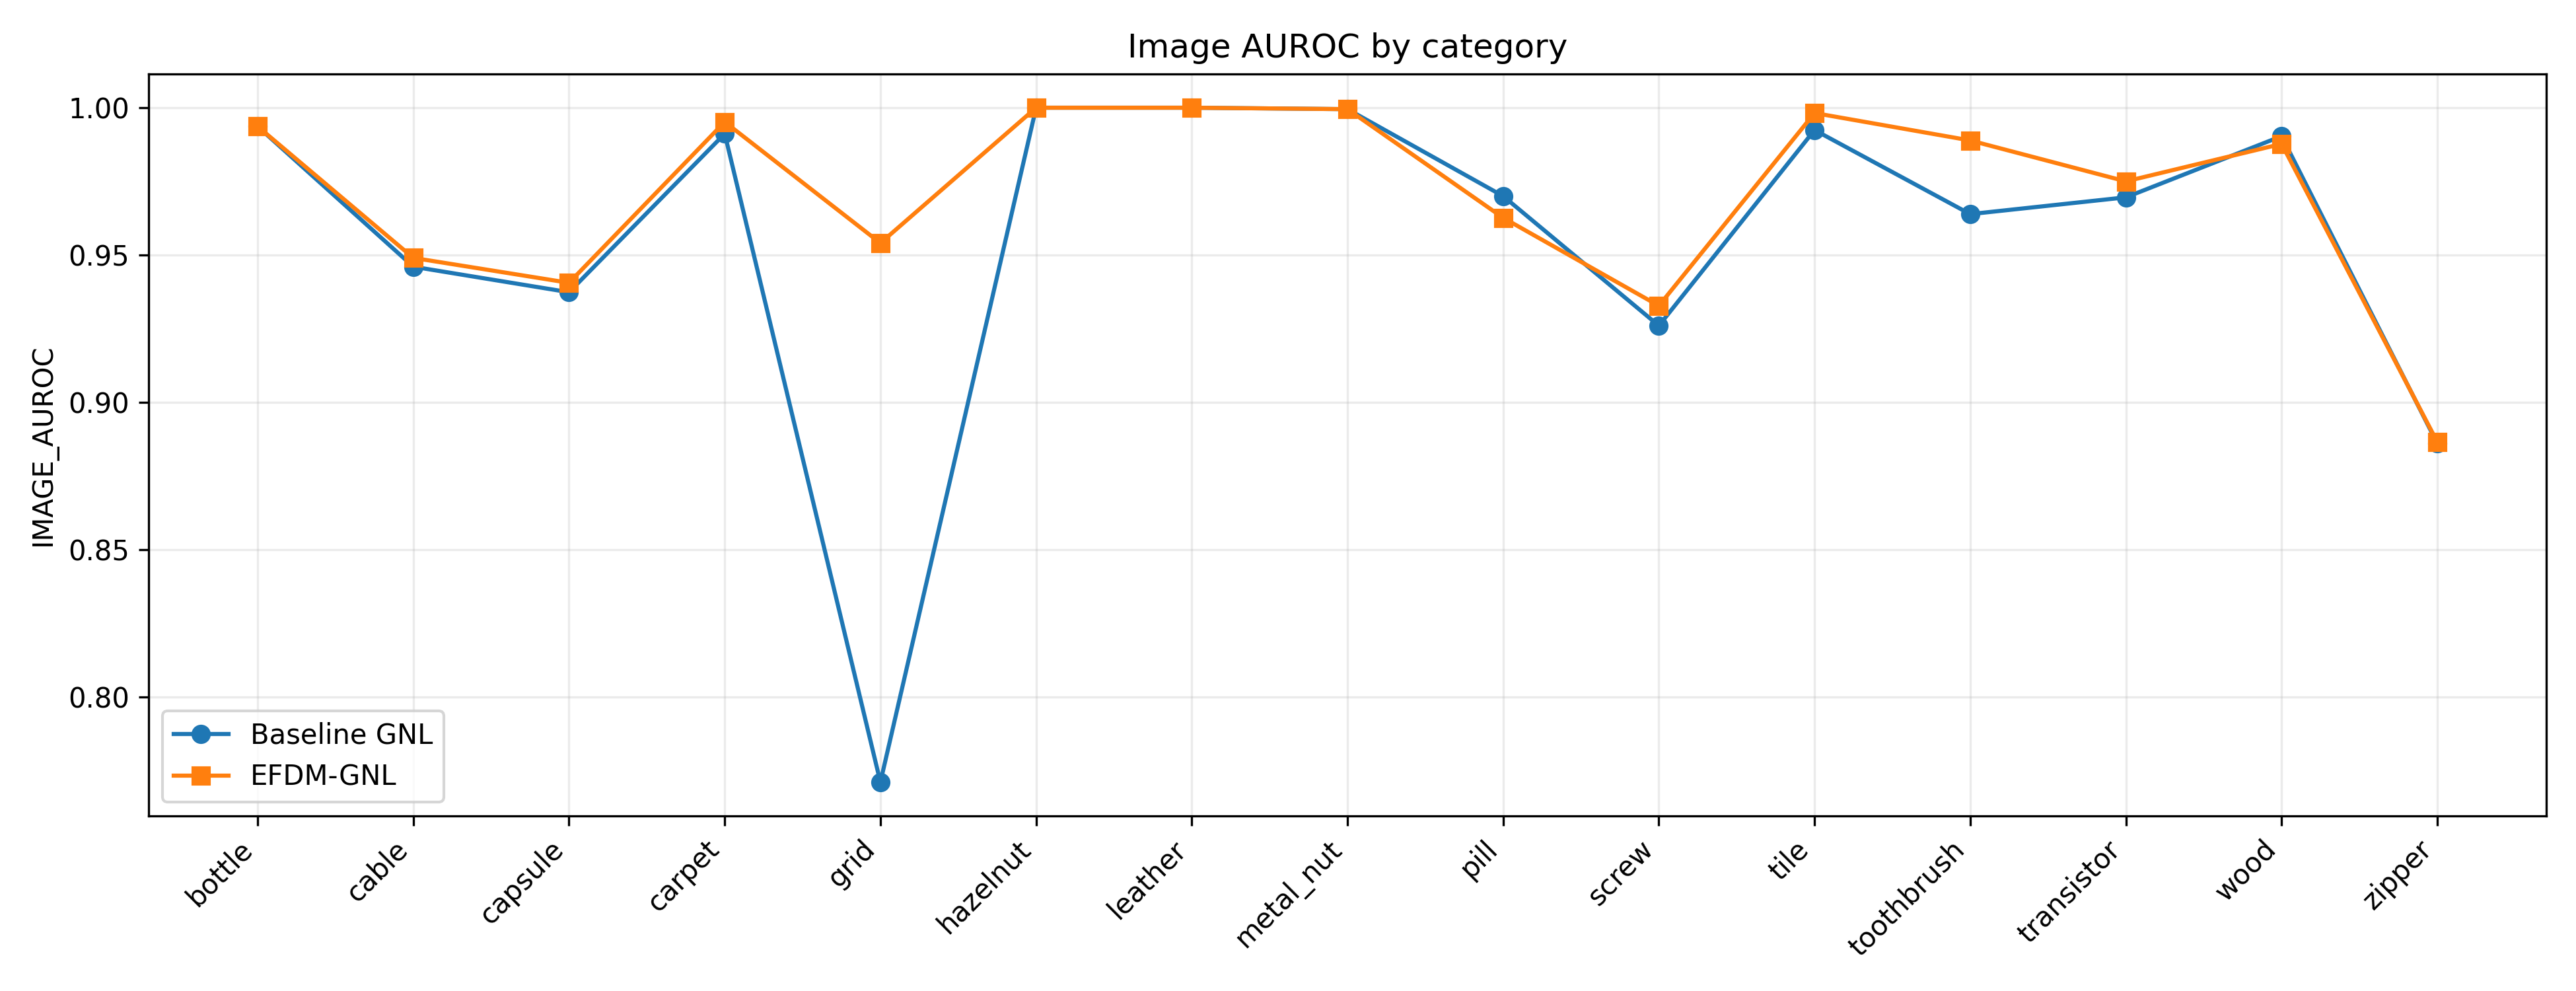 Image AUROC by category
IMAGE_AUROC
1.00
0.95
0.90
0.85
0.80
Baseline GNL
EFDM-GNL
bottle
cable
capsule
carpet
grid
hazelnut
leather
metal_nut
pill
screw
tile
toothbrush
transistor
wood
zipper